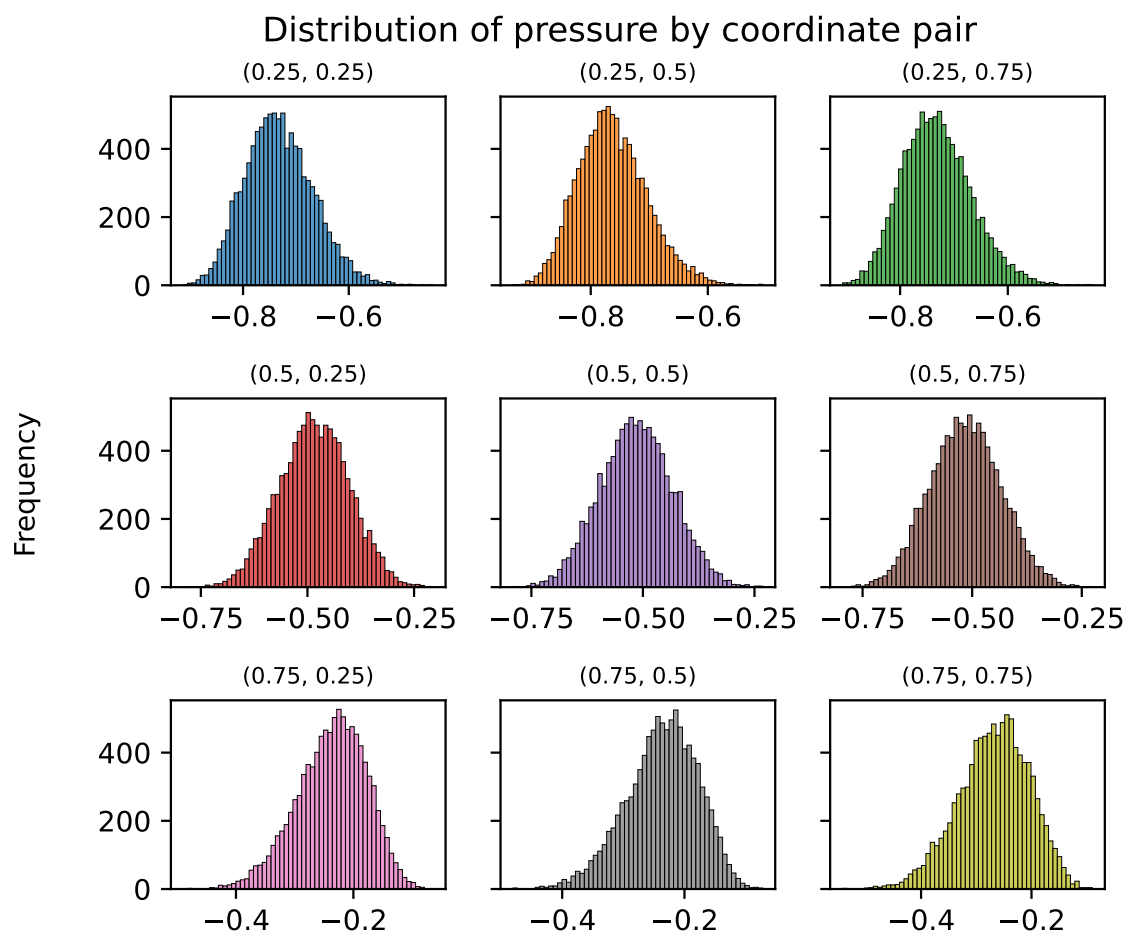 Distribution of pressure by coordinate pair
(0.25, 0.25) (0.25, 0.5) (0.25, 0.75)
400
200
0
−0.8 −0.6 −0.8 −0.6 −0.8 −0.6
(0.5, 0.25) (0.5, 0.5) (0.5, 0.75)
Frequency
400
200
0
−0.75 −0.50 −0.25 −0.75 −0.50 −0.25 −0.75 −0.50 −0.25
(0.75, 0.25) (0.75, 0.5) (0.75, 0.75)
400
200
0
−0.4 −0.2 −0.4 −0.2 −0.4 −0.2